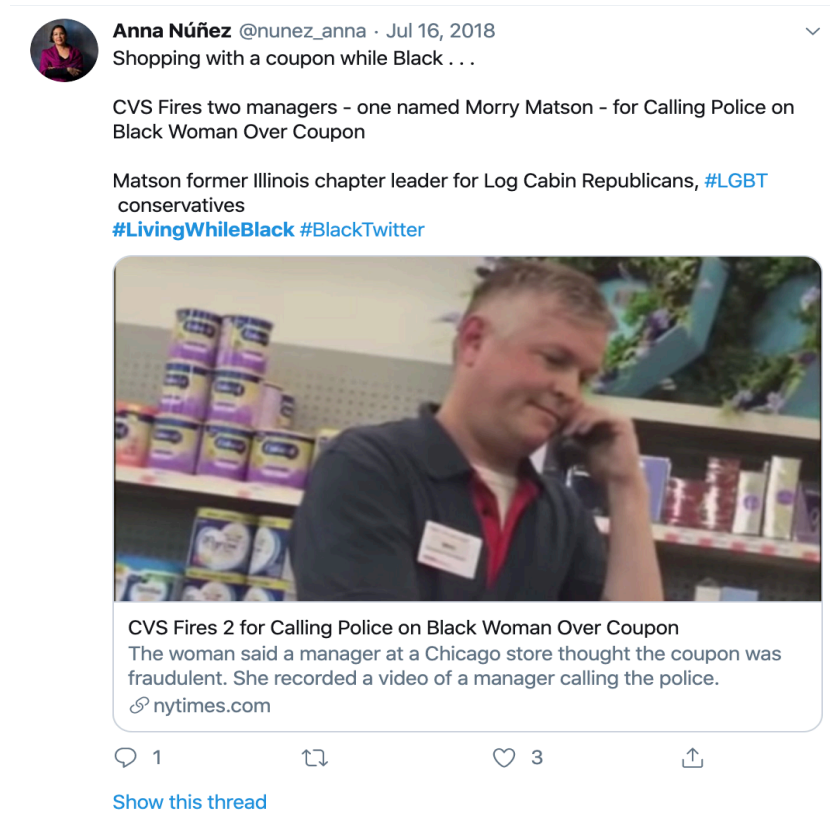 Anna Núñez @nunez_anna · Jul 16, 2018
Shopping with a coupon while Black . . .
CVS Fires two managers - one named Morry Matson - for Calling Police on
Black Woman Over Coupon
Matson former Illinois chapter leader for Log Cabin Republicans, #LGBT
conservatives
#LivingWhileBlack #BlackTwitter
CVS Fires 2 for Calling Police on Black Woman Over Coupon
The woman said a manager at a Chicago store thought the coupon was
fraudulent. She recorded a video of a manager calling the police.
nytimes.com
1 3
Show this thread